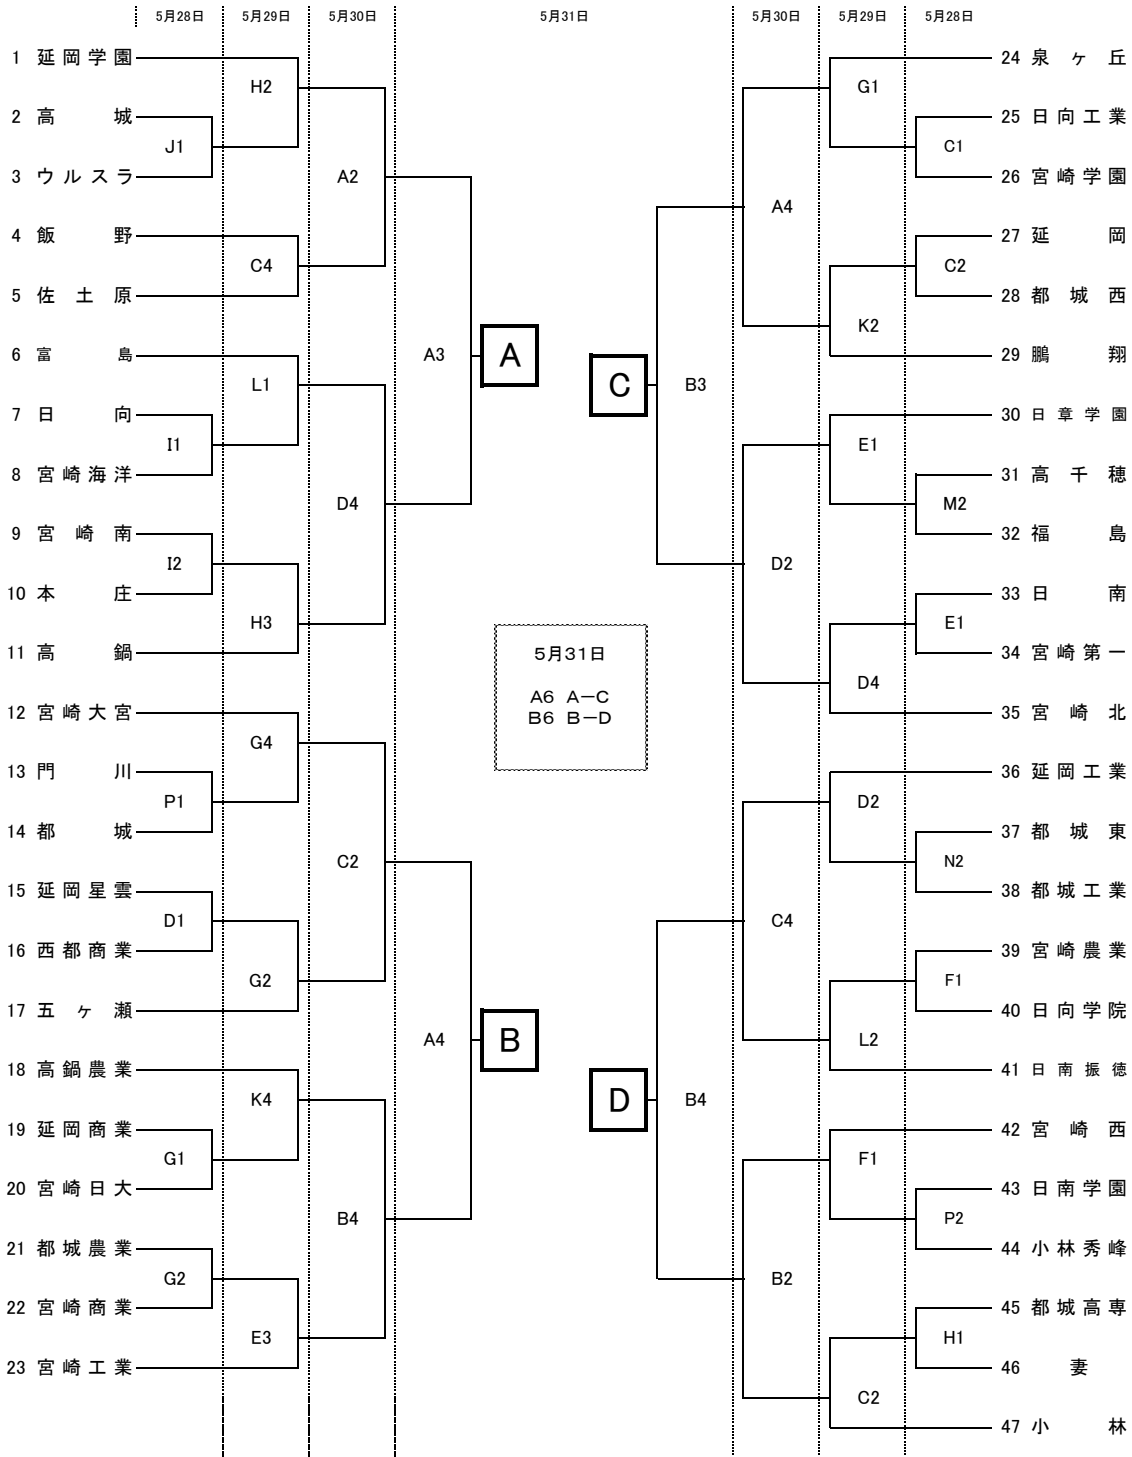 5月28日 5月29日 5月30日 5月31日 5月30日 5月29日 5月28日
1 延岡学園
H2
2 高城
J1
3 ウルスラ
A2
4 飯野
C4
5 佐土原
A3
A
6 富島
L1
7 日向
I1
8 宮崎海洋
D4
9 宮崎南
I2
10 本庄
H3
11 高鍋
12 宮崎大宮
G4
13 門川
P1
14 都城
C2
15 延岡星雲
D1
16 西都商業
G2
17 五ヶ瀬
A4
B
18 高鍋農業
K4
19 延岡商業
G1
20 宮崎日大
B4
21 都城農業
G2
22 宮崎商業
E3
23 宮崎工業
5月31日
A6 A－C
B6 B－D
24 泉ヶ丘
G1
25 日向工業
C1
26 宮崎学園
A4
27 延岡
C2
28 都城西
K2
29 鵬翔
C
B3
30 日章学園
E1
31 高千穂
M2
32 福島
D2
33 日南
E1
34 宮崎第一
D4
35 宮崎北
36 延岡工業
D2
37 都城東
N2
38 都城工業
C4
39 宮崎農業
F1
40 日向学院
L2
41 日南振徳
D
B4
42 宮崎西
F1
43 日南学園
P2
44 小林秀峰
B2
45 都城高専
H1
46 妻
C2
47 小林